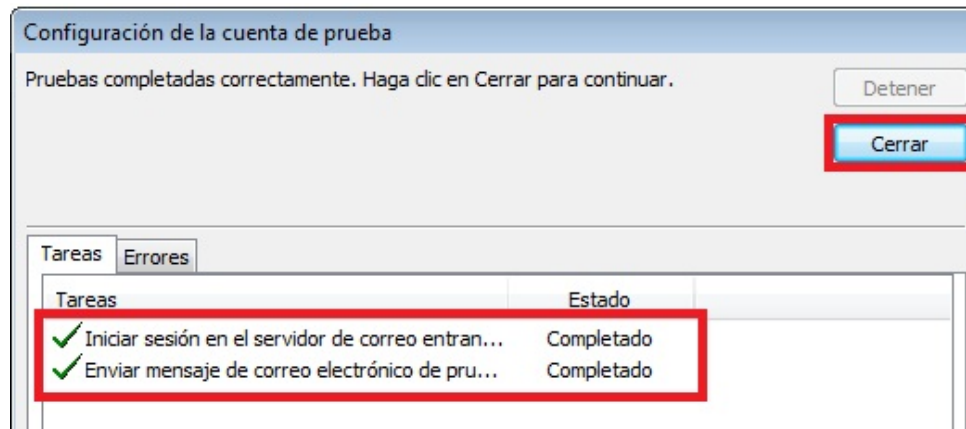 Configuración de la cuenta de prueba
Pruebas completadas correctamente. Haga clic en Cerrar para continuar.
Detener
Cerrar
Tareas Errores
Tareas Estado
Iniciar sesión en el servidor de correo entran... Completado
Enviar mensaje de correo electrónico de pru... Completado